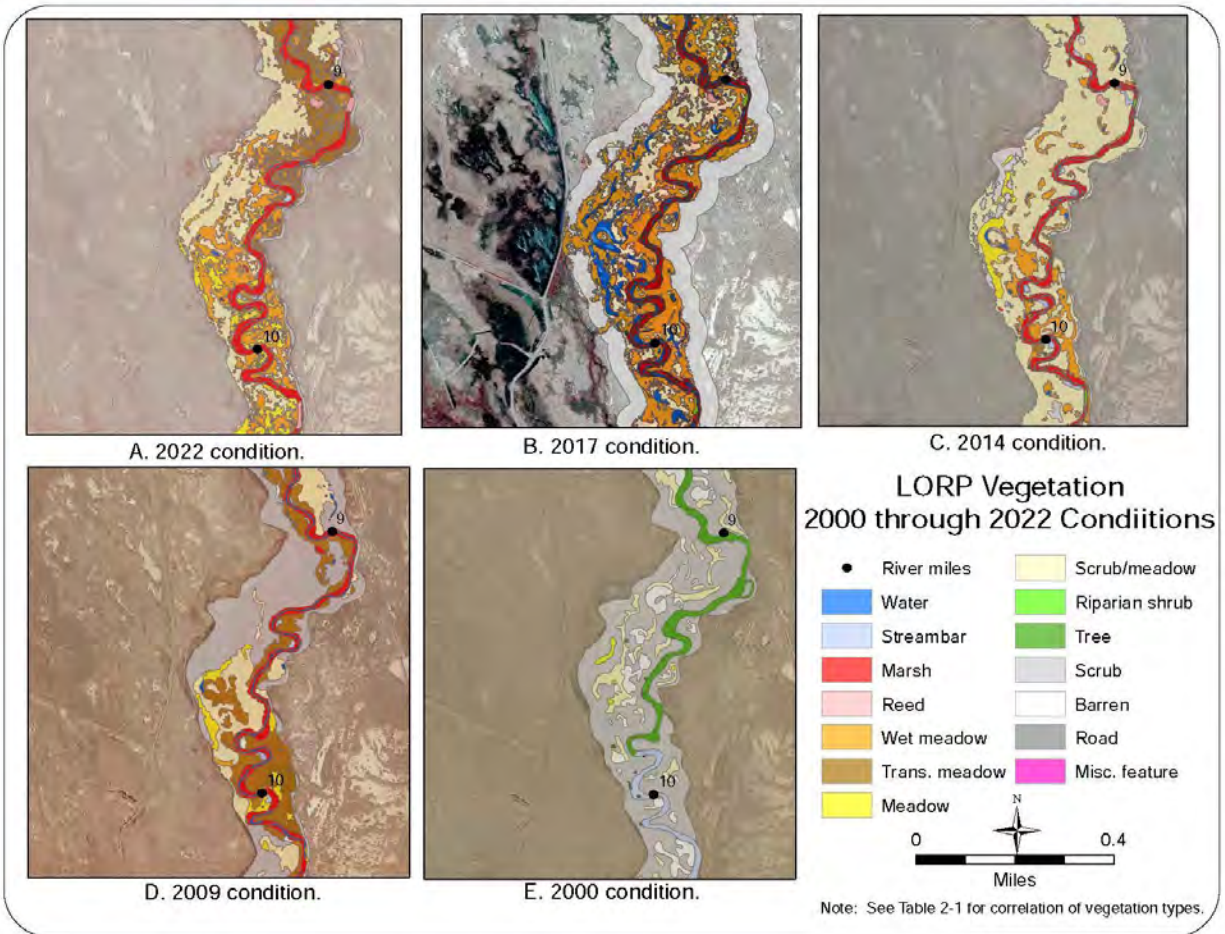 9
10
A. 2022 condition.
9
10
B. 2017 condition.
9
10
C. 2014 condition.
9
10
D. 2009 condition.
9
10
E. 2000 condition.
LORP Vegetation
2000 through 2022 Condiitions
River miles
Water
Streambar
Marsh
Reed
Wet meadow
Trans. meadow
Meadow
Scrub/meadow
Riparian shrub
Tree
Scrub
Barren
Road
Misc. feature
N
0 0.4
Miles
Note: See Table 2-1 for correlation of vegetation types.